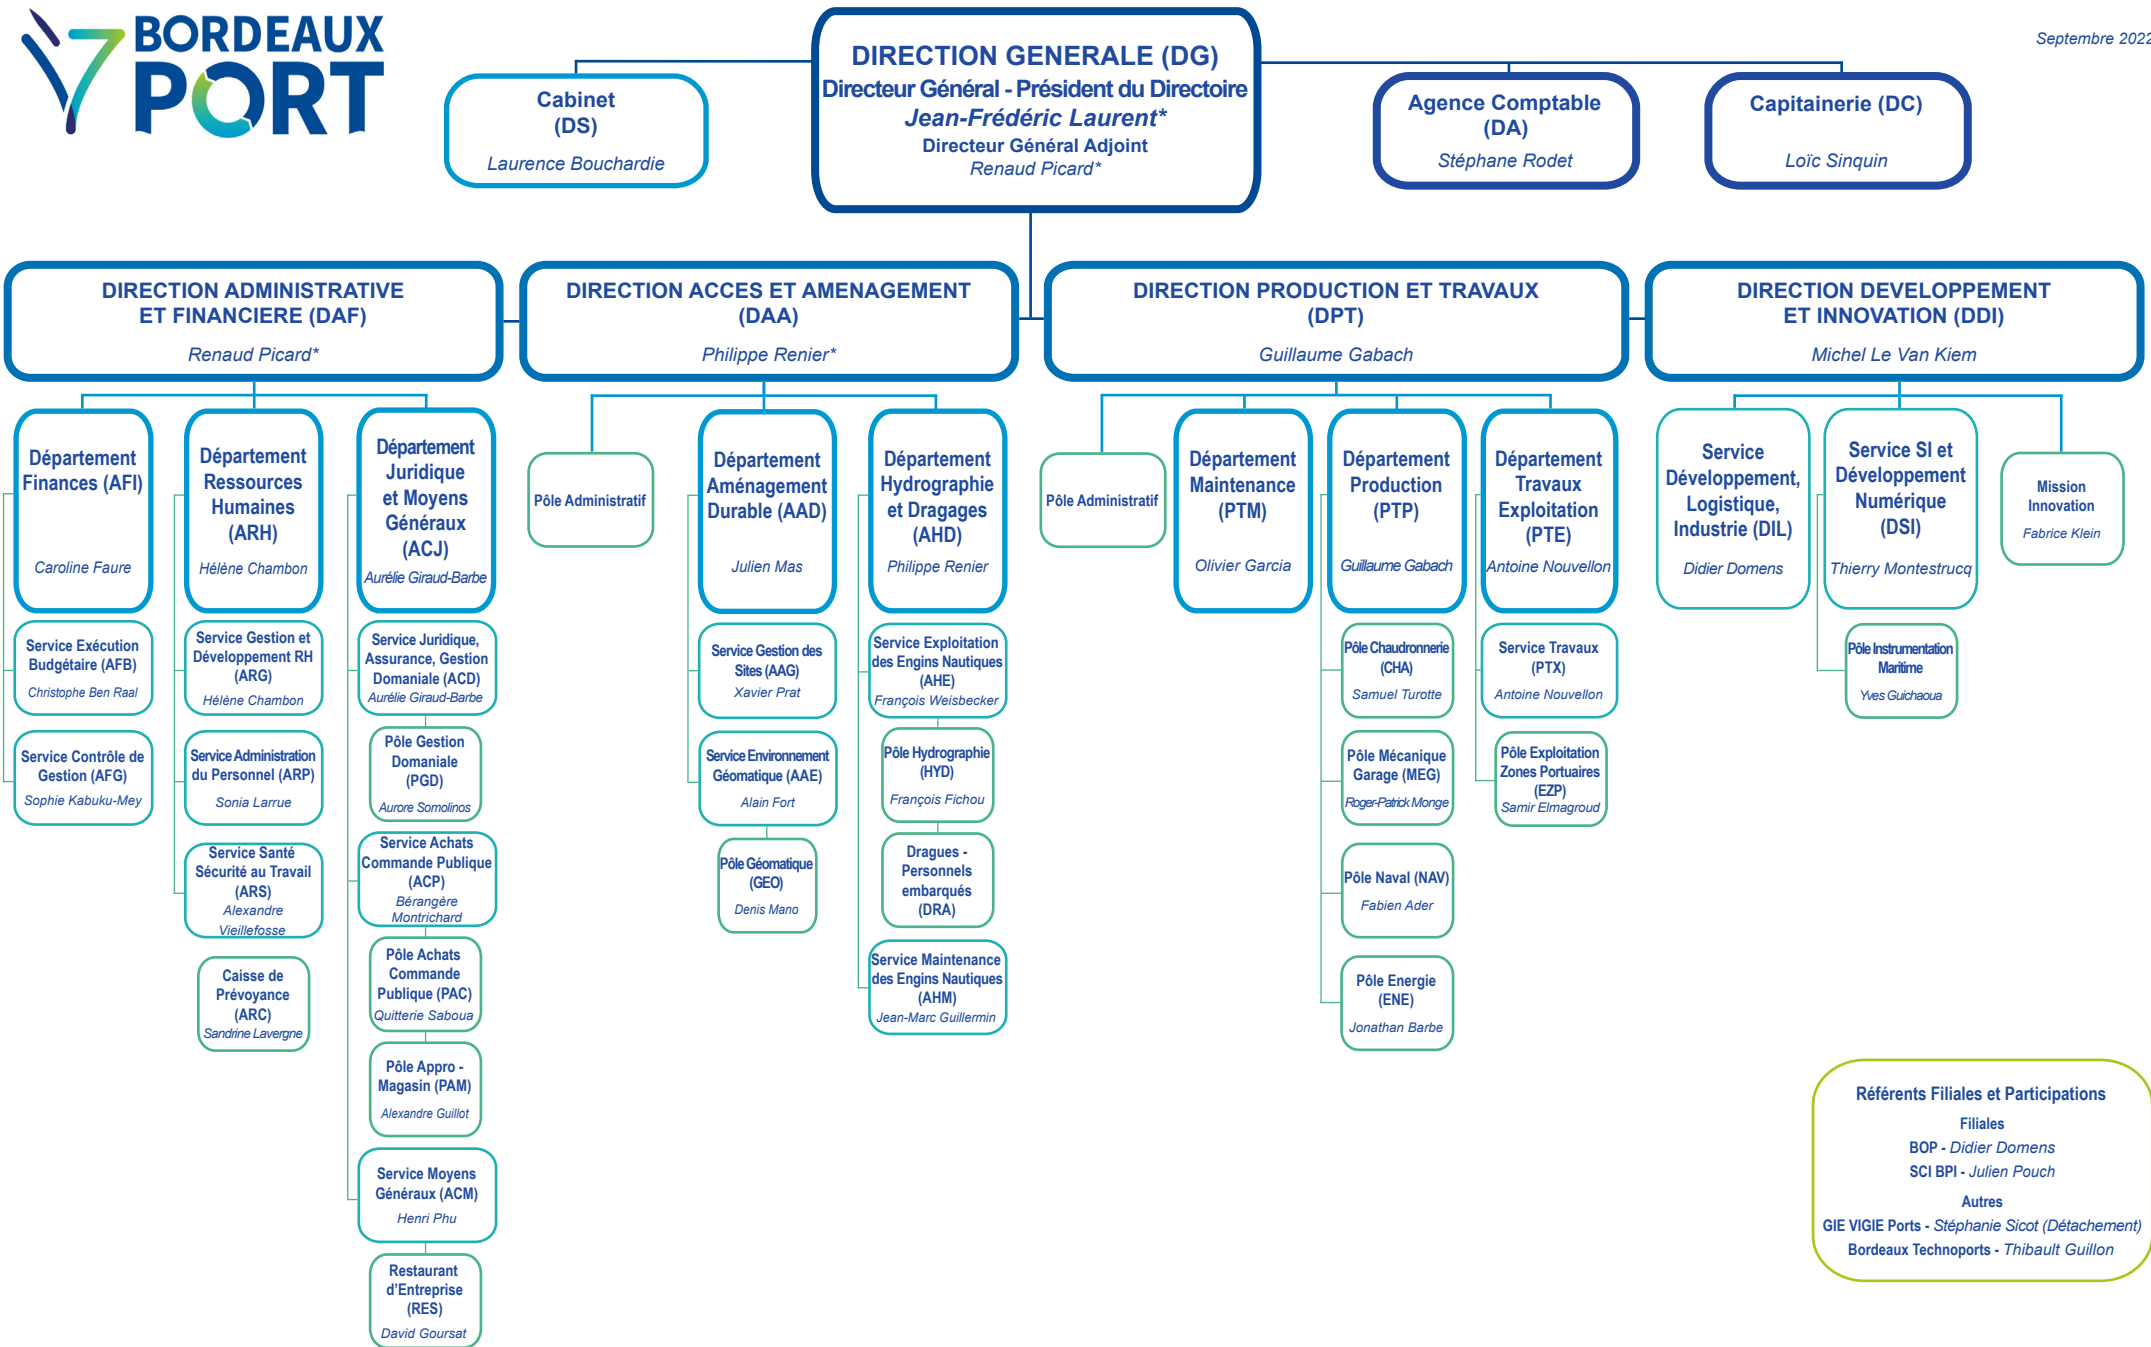 BORDEAUX
PORT
Septembre 2022
DIRECTION GENERALE (DG)
Directeur Général - Président du Directoire
Jean-Frédéric Laurent*
Directeur Général Adjoint
Renaud Picard*
Cabinet
(DS)
Laurence Bouchardie
Agence Comptable
(DA)
Stéphane Rodet
Capitainerie (DC)
Loïc Sinquin
DIRECTION ADMINISTRATIVE
ET FINANCIERE (DAF)
Renaud Picard*
DIRECTION ACCES ET AMENAGEMENT
(DAA)
Philippe Renier*
DIRECTION PRODUCTION ET TRAVAUX
(DPT)
Guillaume Gabach
DIRECTION DEVELOPPEMENT
ET INNOVATION (DDI)
Michel Le Van Kiem
Département
Finances (AFI)
Caroline Faure
Service Exécution
Budgétaire (AFB)
Christophe Ben Raal
Service Contrôle de
Gestion (AFG)
Sophie Kabuku-Mey
Département
Ressources
Humaines
(ARH)
Hélène Chambon
Service Gestion et
Développement RH
(ARG)
Hélène Chambon
Service Administration
du Personnel (ARP)
Sonia Larrue
Service Santé
Sécurité au Travail
(ARS)
Alexandre
Vieillefosse
Caisse de
Prévoyance
(ARC)
Sandrine Lavergne
Département
Juridique
et Moyens
Généraux
(ACJ)
Aurélie Giraud-Barbe
Service Juridique,
Assurance, Gestion
Domaniale (ACD)
Aurélie Giraud-Barbe
Pôle Gestion
Domaniale
(PGD)
Aurore Somolinos
Service Achats
Commande Publique
(ACP)
Bérangère
Montrichard
Pôle Achats
Commande
Publique (PAC)
Quitterie Saboua
Pôle Appro -
Magasin (PAM)
Alexandre Guillot
Service Moyens
Généraux (ACM)
Henri Phu
Restaurant
d’Entreprise
(RES)
David Goursat
Pôle Administratif
Département
Aménagement
Durable (AAD)
Julien Mas
Service Gestion des
Sites (AAG)
Xavier Prat
Service Environnement
Géomatique (AAE)
Alain Fort
Pôle Géomatique
(GEO)
Denis Mano
Département
Hydrographie
et Dragages
(AHD)
Philippe Renier
Service Exploitation
des Engins Nautiques
(AHE)
François Weisbecker
Pôle Hydrographie
(HYD)
François Fichou
Dragues -
Personnels
embarqués
(DRA)
Service Maintenance
des Engins Nautiques
(AHM)
Jean-Marc Guillermin
Pôle Administratif
Département
Maintenance
(PTM)
Olivier Garcia
Département
Production
(PTP)
Guillaume Gabach
Pôle Chaudronnerie
(CHA)
Samuel Turotte
Pôle Mécanique
Garage (MEG)
Roger-Patrick Monge
Pôle Naval (NAV)
Fabien Ader
Pôle Energie
(ENE)
Jonathan Barbe
Département
Travaux
Exploitation
(PTE)
Antoine Nouvellon
Service Travaux
(PTX)
Antoine Nouvellon
Pôle Exploitation
Zones Portuaires
(EZP)
Samir Elmagroud
Service
Développement,
Logistique,
Industrie (DIL)
Didier Domens
Service SI et
Développement
Numérique
(DSI)
Thierry Montestrucq
Pôle Instrumentation
Maritime
Yves Guichaoua
Mission
Innovation
Fabrice Klein
Référents Filiales et Participations
Filiales
BOP - Didier Domens
SCI BPI - Julien Pouch
Autres
GIE VIGIE Ports - Stéphanie Sicot (Détachement)
Bordeaux Technoports - Thibault Guillon